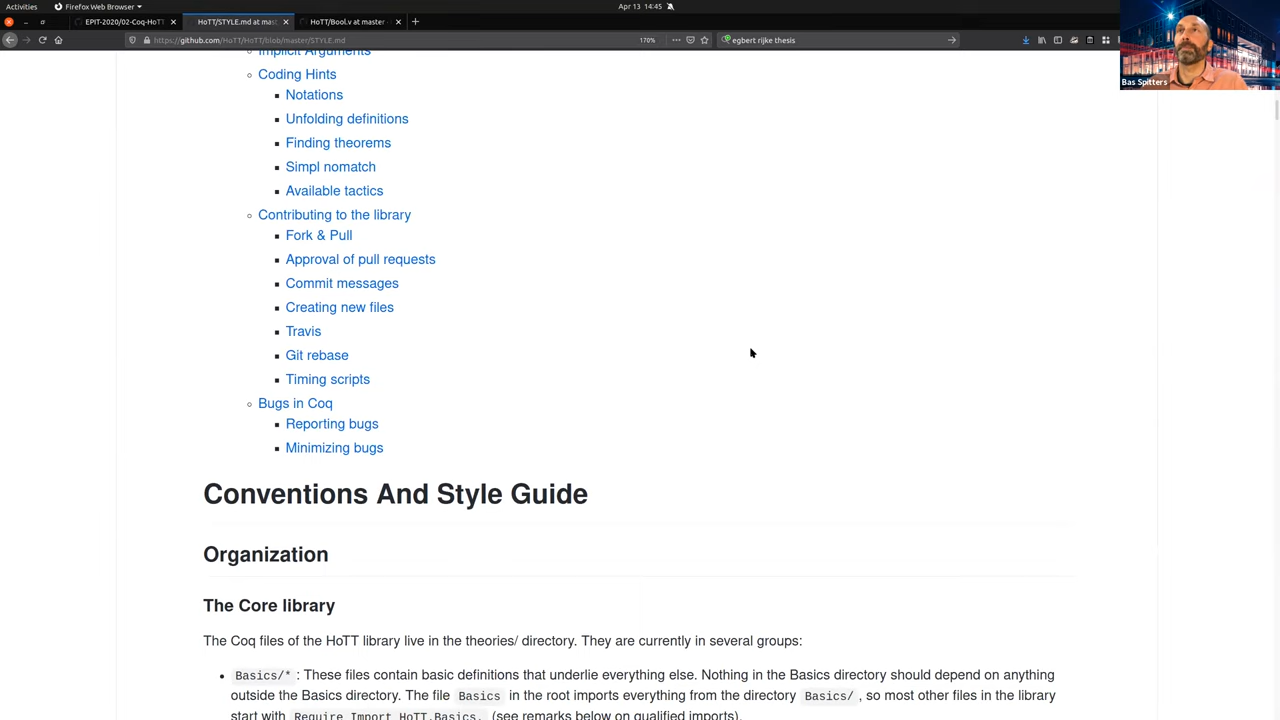 Activities
Firefox Web Browser
Apr 13 14:45
EPIT-2020/02-Coq-HoTT
HoTT/STYLE.md at mast
HoTT/Bool.v at master
https://github.com/HoTT/HoTT/blob/master/STYLE.md
170%
egbert rijke thesis
Bas Spitters
Implicit Arguments
Coding Hints
Notations
Unfolding definitions
Finding theorems
Simpl nomatch
Available tactics
Contributing to the library
Fork & Pull
Approval of pull requests
Commit messages
Creating new files
Travis
Git rebase
Timing scripts
Bugs in Coq
Reporting bugs
Minimizing bugs
Conventions And Style Guide
Organization
The Core library
The Coq files of the HoTT library live in the theories/ directory. They are currently in several groups:
Basics/* : These files contain basic definitions that underlie everything else. Nothing in the Basics directory should depend on anything
outside the Basics directory. The file Basics in the root imports everything from the directory Basics/ , so most other files in the library
start with Require Import HoTT.Basics. (see remarks below on qualified imports).